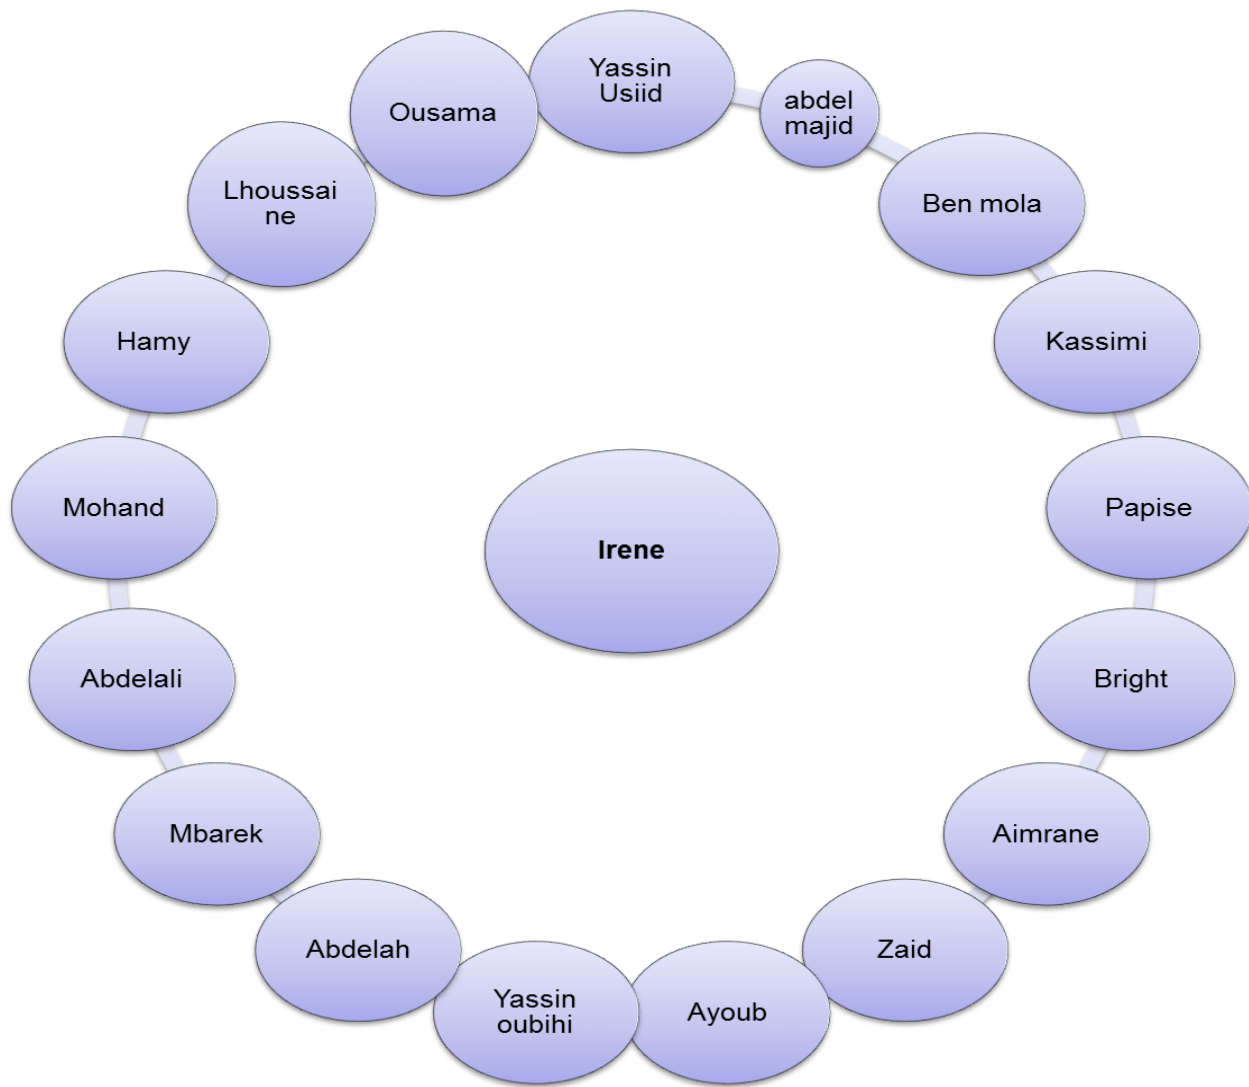 Yassin
Usiid
abdel
majid
Ben mola
Kassimi
Papise
Bright
Aimrane
Zaid
Ayoub
Yassin
oubihi
Abdelah
Mbarek
Abdelali
Mohand
Hamy
Lhoussai
ne
Ousama
Irene